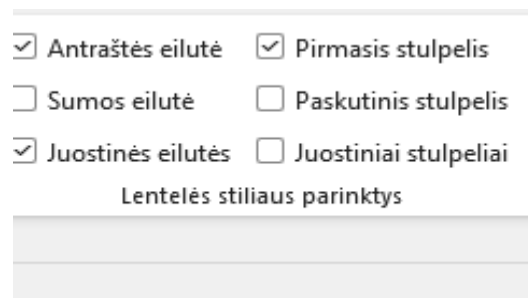 Antraštės eilutė Pirmasis stulpelis
Sumos eilutė Paskutinis stulpelis
Juostinės eilutės Juostiniai stulpeliai
Lentelės stiliaus parinktys